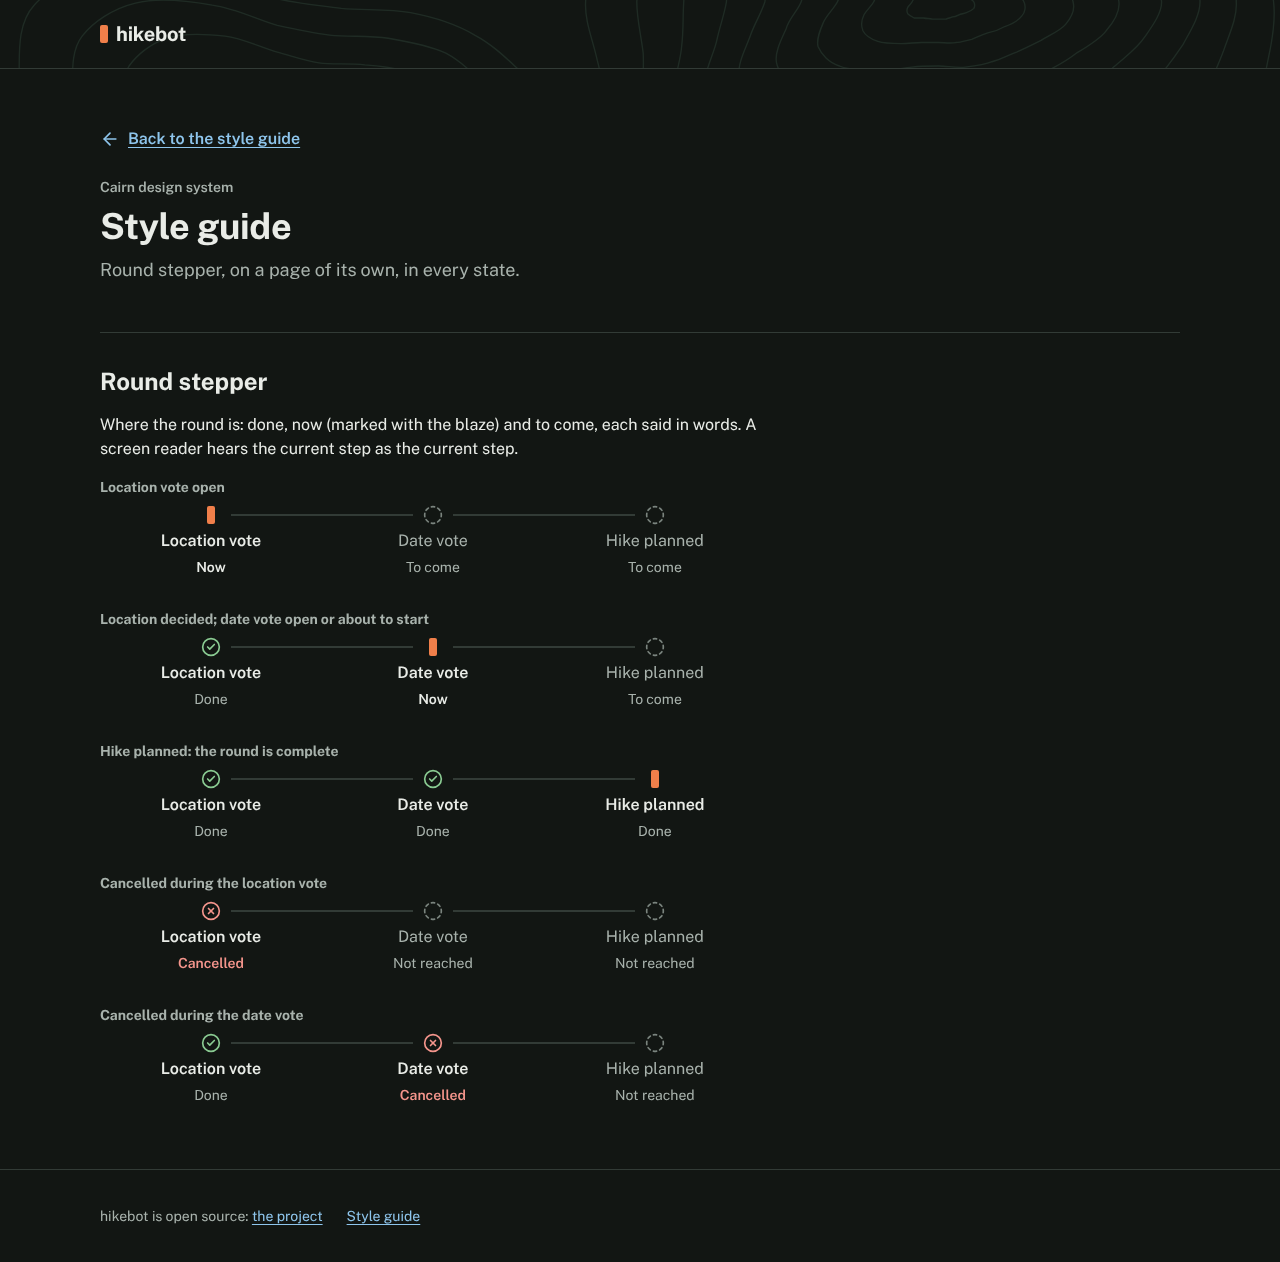 hikebot
Back to the style guide
Cairn design system
Style guide
Round stepper, on a page of its own, in every state.
Round stepper
Where the round is: done, now (marked with the blaze) and to come, each said in words. A
screen reader hears the current step as the current step.
Location vote open
Location vote Date vote Hike planned
Now To come To come
Location decided; date vote open or about to start
Location vote Date vote Hike planned
Done Now To come
Hike planned: the round is complete
Location vote Date vote Hike planned
Done Done Done
Cancelled during the location vote
Location vote Date vote Hike planned
Cancelled Not reached Not reached
Cancelled during the date vote
Location vote Date vote Hike planned
Done Cancelled Not reached
hikebot is open source: the project Style guide